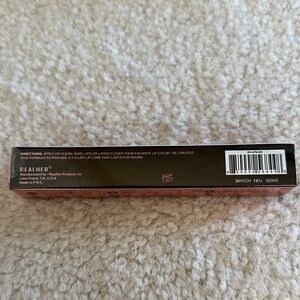 DIRECTIONS: APPLY ON CLEAN, BARE LIPS OR LAYER IT OVER YOUR FAVORITE LIP COLOR. WE CREATED
THIS FORMULA TO PROVIDE A FULLER LIP LOOK THAT LASTS FOR HOURS.
REALHER®
Manufactured for: Realher Products Inc
Lake Forest, CA, U.S.A
Made in P.R.C.
BATCH NO: 0260